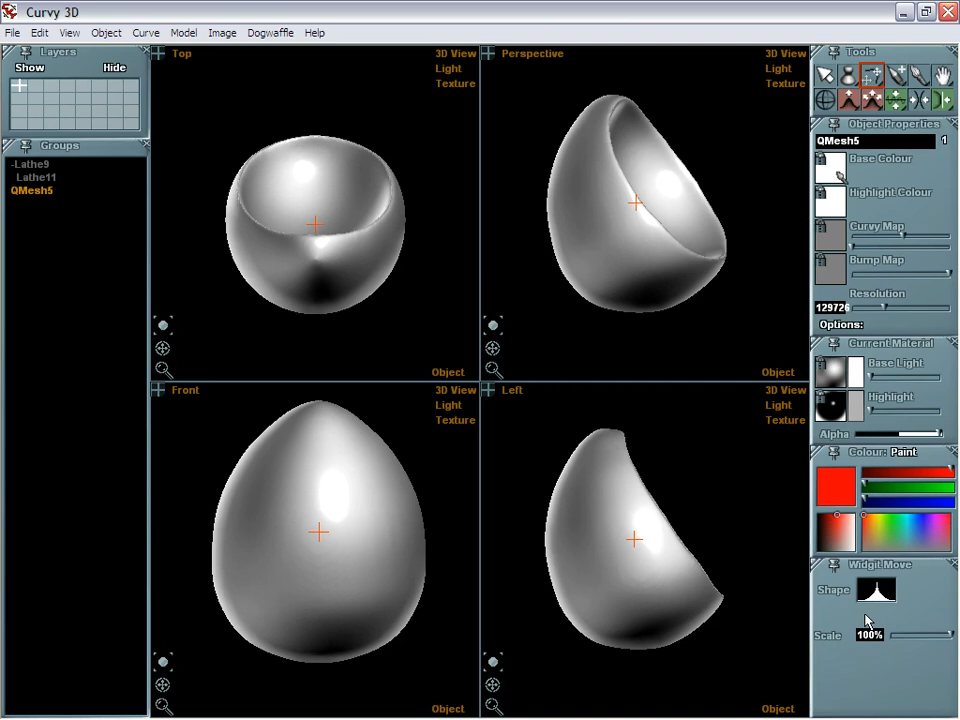 Curvy 3D
File Edit View Object Curve Model Image Dogwaffle Help
Layers
Show Hide
Groups
-Lathe9
Lathe11
QMesh5
Top
3D View
Light
Texture
Object
Perspective
3D View
Light
Texture
Object
Front
3D View
Light
Texture
Object
Left
3D View
Light
Texture
Object
Tools
Object Properties
QMesh5 1
Base Colour
Highlight Colour
Curvy Map
Bump Map
Resolution
129726
Options:
Current Material
Base Light
Highlight
Alpha
Colour: Paint
Widgit Move
Shape
Scale 100%